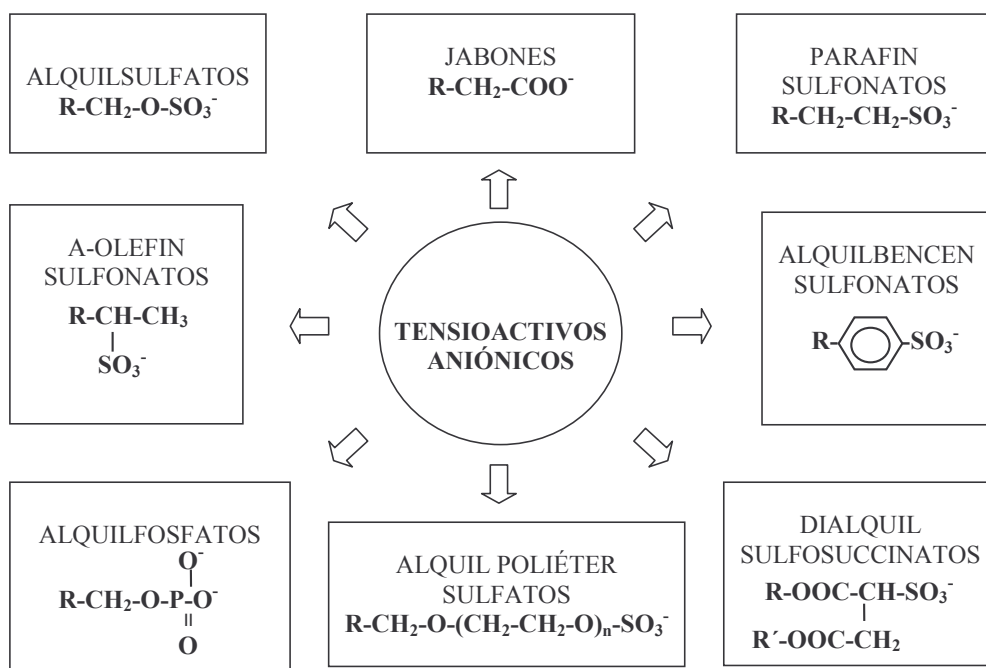 ALQUILSULFATOS
R-CH₂-O-SO₃⁻
JABONES
R-CH₂-COO⁻
PARAFIN
SULFONATOS
R-CH₂-CH₂-SO₃⁻
Α-OLEFIN
SULFONATOS
R-CH-CH₃
SO₃⁻
TENSIOACTIVOS
ANIÓNICOS
ALQUILBENCEN
SULFONATOS
R- -SO₃⁻
ALQUILFOSFATOS
O⁻
R-CH₂-O-P-O⁻
O
ALQUIL POLIÉTER
SULFATOS
R-CH₂-O-(CH₂-CH₂-O)ₙ-SO₃⁻
DIALQUIL
SULFOSUCCINATOS
R-OOC-CH-SO₃⁻
R´-OOC-CH₂